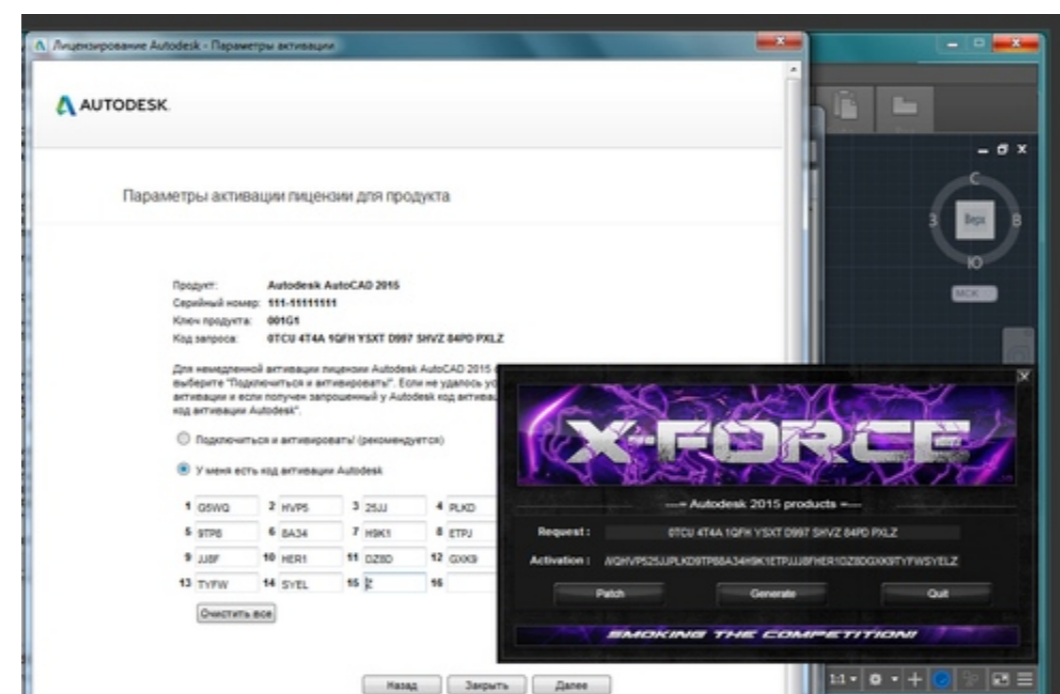 Лицензирование Autodesk - Параметры активации
AUTODESK.
Параметры активации лицензии для продукта
Продукт: Autodesk AutoCAD 2015
Серийный номер: 111-11111111
Ключ продукта: 001G1
Код запроса: 0TCU 4T4A 1QFH YSXT D997 SHVZ 84PD PXLZ
Для немедленной активации лицензии Autodesk AutoCAD 2015
выберите "Подключиться и активировать!". Если не удалось
активации и если получен запрошенный у Autodesk код
код активации Autodesk".
Подключиться и активировать! (рекомендуется)
У меня есть код активации Autodesk
1 GSWQ 2 HVP5 3 25JJ 4 PLKD
5 9TP8 6 8A34 7 H9K1 8 ETPJ
9 JJ8F 10 HER1 11 DZ8D 12 GXK9
13 TYFW 14 SYEL 15 Z 16
Очистить все
Назад Закрыть Далее
С
З Верх В
Ю
МСК
X-FORCE
Autodesk 2015 products
Request : 0TCU 4T4A 1QFH YSXT D997 SHVZ 84PD PXLZ
Activation :
Patch Generate Quit
SMOKING THE COMPETITION!
1:1